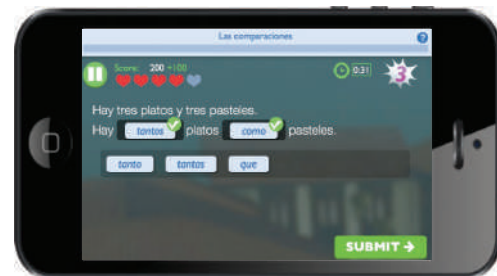 Las comparaciones
?
Score: 200 +100
0:31
3
Hay tres platos y tres pasteles.
Hay tantos platos como pasteles.
tanto tantas que
SUBMIT →